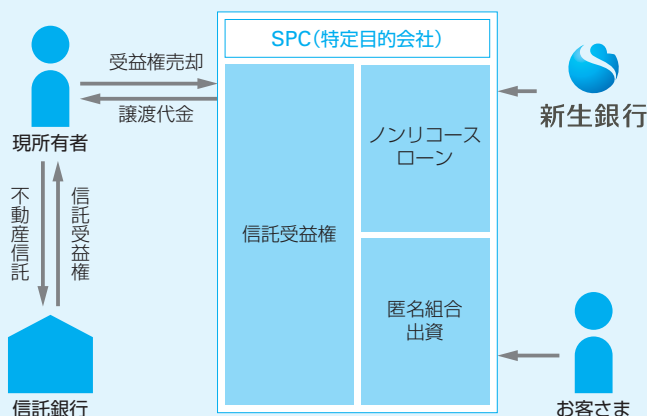 SPC(特定目的会社)
受益権売却
譲渡代金
新生銀行
現所有者
ノンリコース
ローン
不動産信託
信託受益権
信託受益権
匿名組合
出資
信託銀行
お客さま